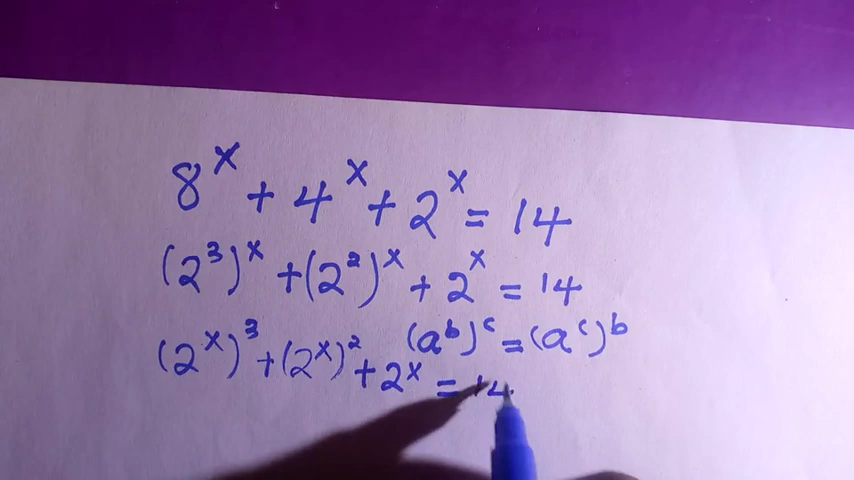 8^x + 4^x + 2^x = 14
(2^3)^x + (2^2)^x + 2^x = 14
(a^b)^c = (a^c)^b
(2^x)^3 + (2^x)^2 + 2^x = 14